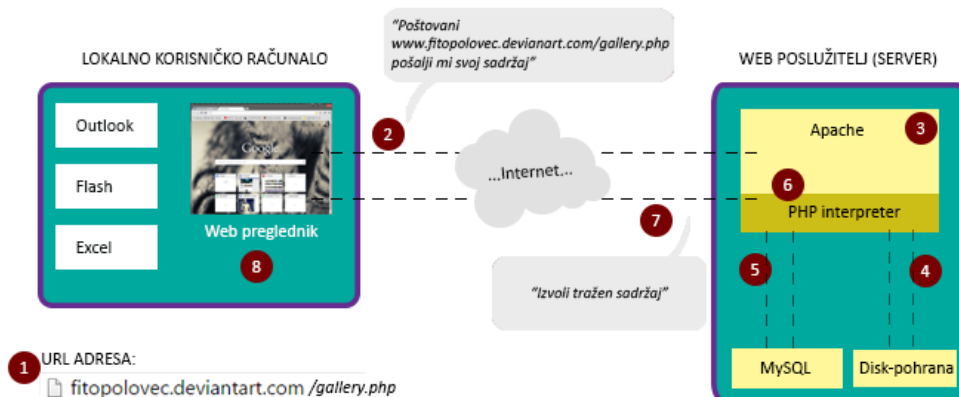 “Poštovani
www.fitopolovec.devianart.com/gallery.php
pošalji mi svoj sadržaj”
LOKALNO KORISNIČKO RAČUNALO
WEB POSLUŽITELJ (SERVER)
Outlook
Flash
Excel
Google
Web preglednik
8
2
...Internet...
7
“Izvoli tražen sadržaj”
Apache
3
6
PHP interpreter
5
4
MySQL
Disk-pohrana
1
URL ADRESA:
fitopolovec.deviantart.com /gallery.php